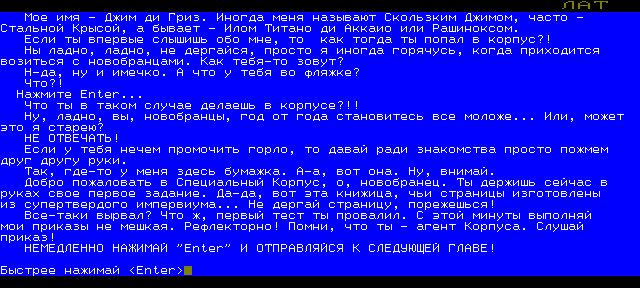 ЛАТ
Мое имя - Джим ди Гриз. Иногда меня называют Скользким Джимом, часто -
Стальной Крысой, а бывает - Илом Титано ди Аккаио или Рашиноксом.
Если ты впервые слышишь обо мне, то как тогда ты попал в корпус?!
Ны ладно, ладно, не дергайся, просто я иногда горячусь, когда приходится
возиться с новобранцами. Как тебя-то зовут?
Н-да, ну и имечко. А что у тебя во фляжке?
Что?!
Нажмите Enter...
Что ты в таком случае делаешь в корпусе?!!
Ну, ладно, вы, новобранцы, год от года становитесь все моложе... Или, может
это я старею?
НЕ ОТВЕЧАТЬ!
Если у тебя нечем промочить горло, то давай ради знакомства просто пожмем
друг другу руки.
Так, где-то у меня здесь бумажка. А-а, вот она. Ну, внимай.
Добро пожаловать в Специальный Корпус, о, новобранец. Ты держишь сейчас в
руках свое первое задание. Да-да, вот эта книжица, чьи страницы изготовлены
из супертвердого импервиума... Не дергай страницу, порежешься!
Все-таки вырвал? Что ж, первый тест ты провалил. С этой минуты выполняй
мои приказы не мешкая. Рефлекторно! Помни, что ты - агент Корпуса. Слушай
приказ!
НЕМЕДЛЕННО НАЖИМАЙ "Enter" И ОТПРАВЛЯЙСЯ К СЛЕДУЮЩЕЙ ГЛАВЕ!
Быстрее нажимай <Enter>